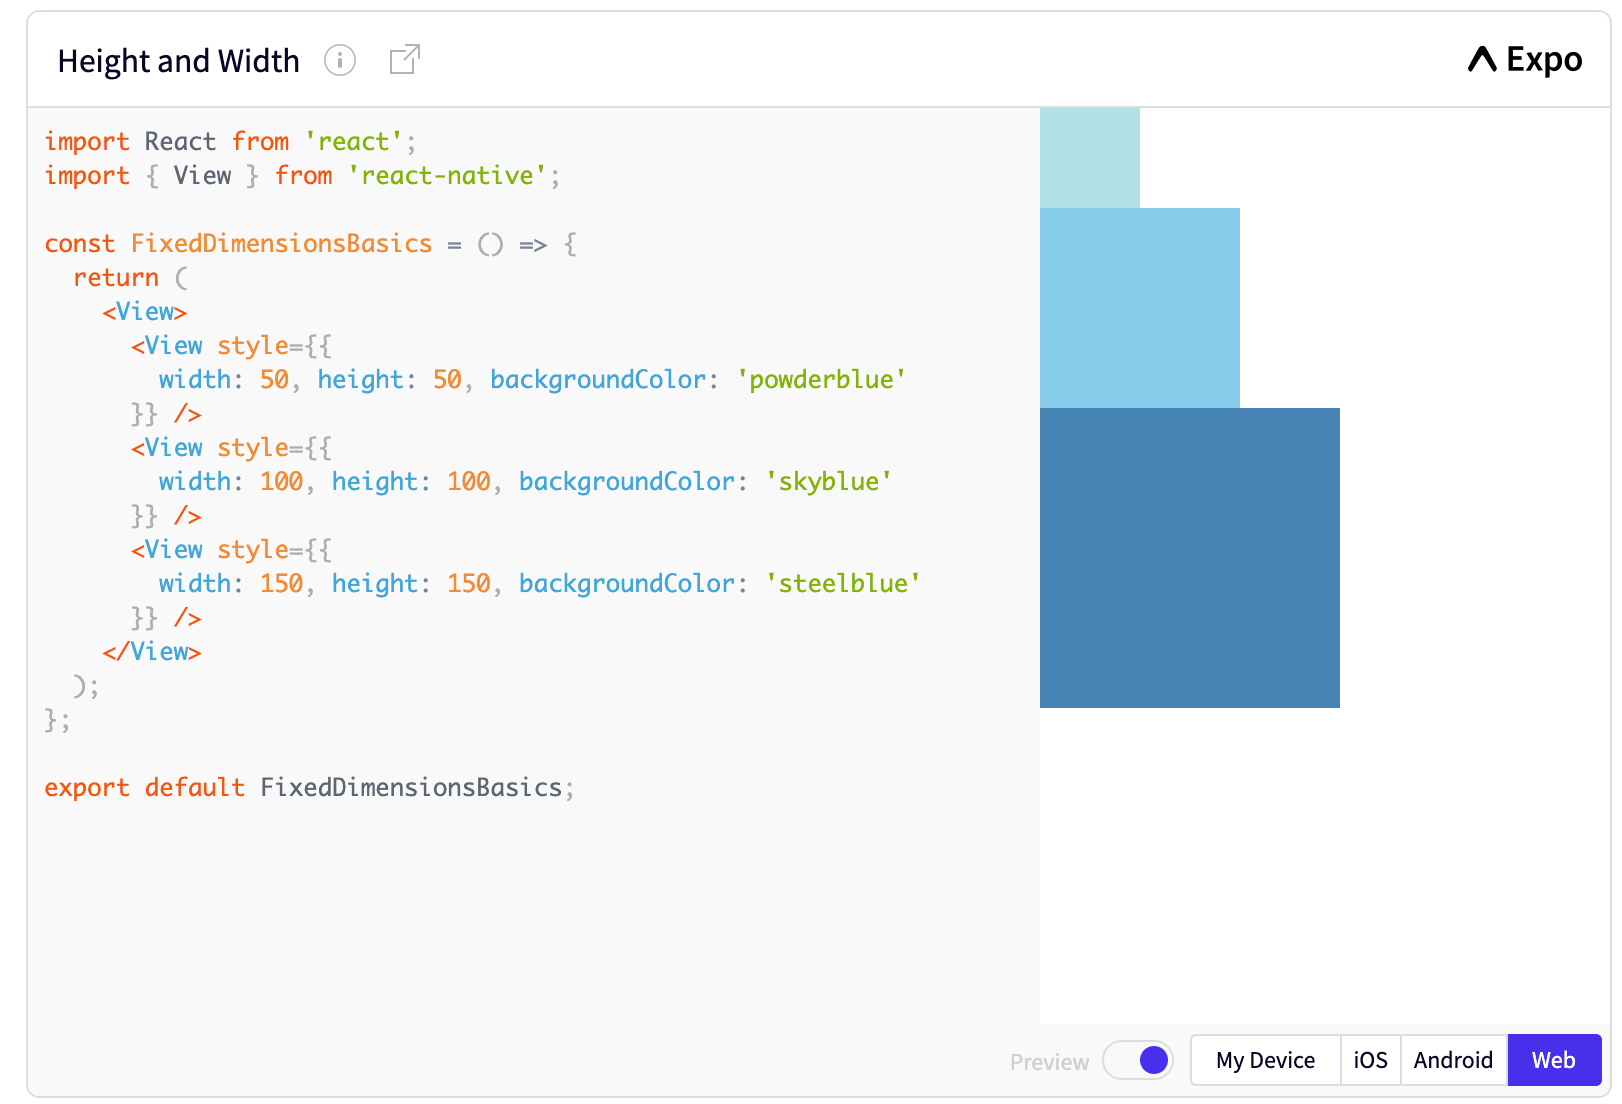 Height and Width
Expo
import React from 'react';
import { View } from 'react-native';
const FixedDimensionsBasics = () => {
  return (
    <View>
      <View style={{
        width: 50, height: 50, backgroundColor: 'powderblue'
      }} />
      <View style={{
        width: 100, height: 100, backgroundColor: 'skyblue'
      }} />
      <View style={{
        width: 150, height: 150, backgroundColor: 'steelblue'
      }} />
    </View>
  );
};
export default FixedDimensionsBasics;
Preview My Device iOS Android Web